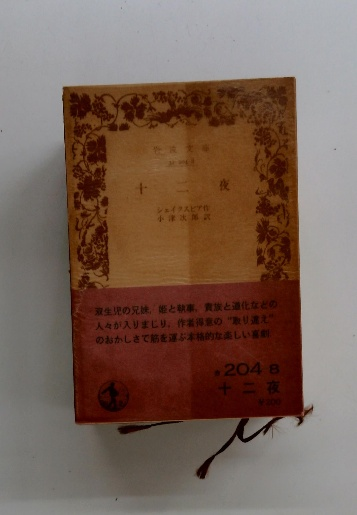 岩波文庫
十二夜
シェイクスピア作
小津次郎訳
双生児の兄妹、姫と執事、貴族と道化などの
人々が入りまじり、作者得意の“取り違え”
のおかしさで筋を運ぶ本格的な楽しい喜劇
204 8
十二夜